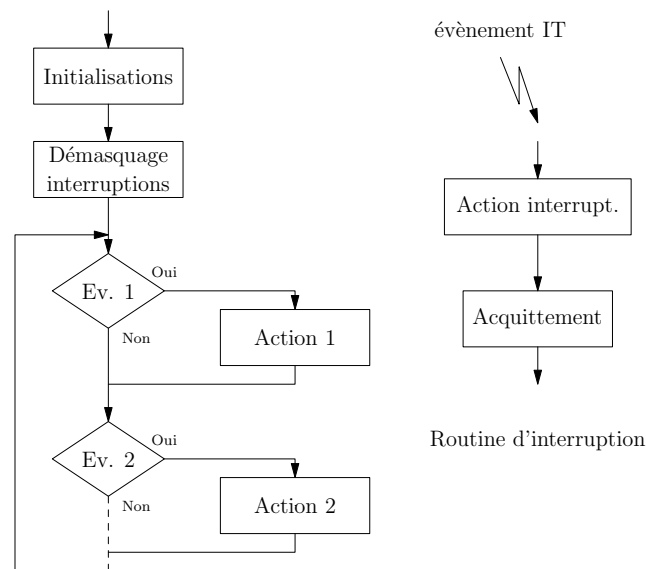 évènement IT
Initialisations
Démasquage
interruptions
Action interrupt.
Oui
Ev. 1
Non
Action 1
Acquittement
Oui
Ev. 2
Non
Action 2
Routine d'interruption